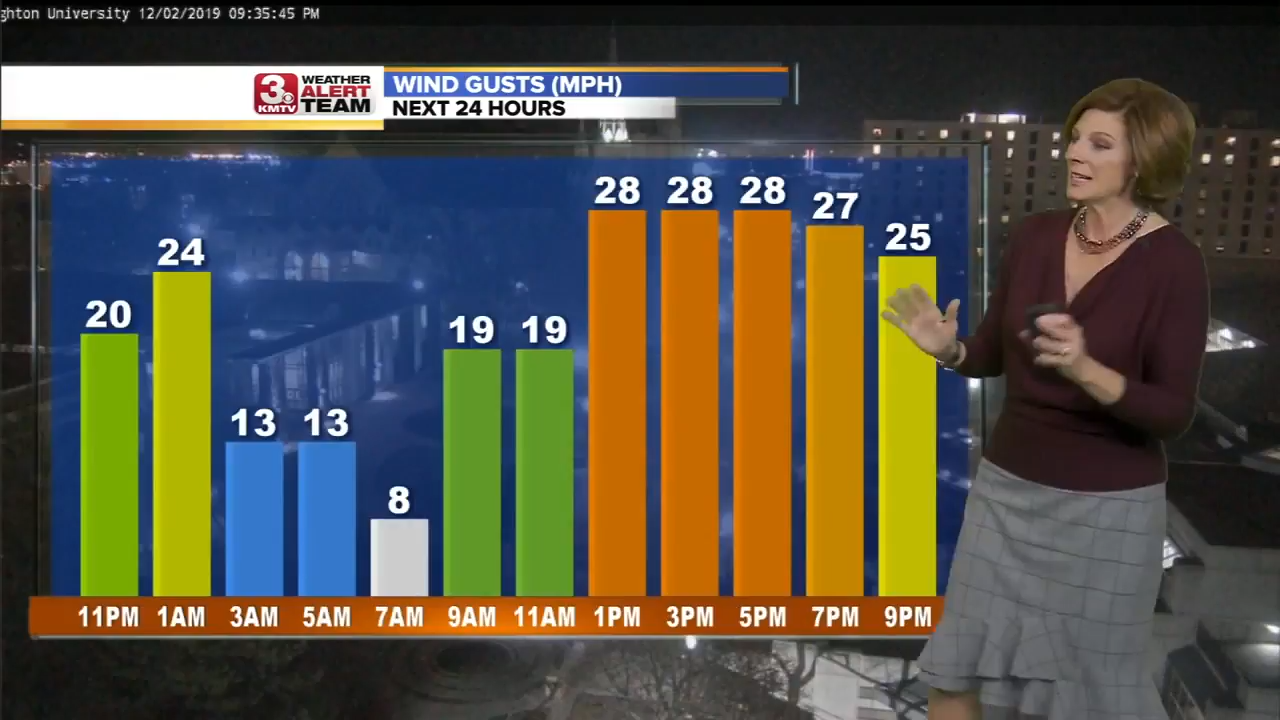 ghton University 12/02/2019 09:35:45 PM
3 KMTV
WEATHER ALERT TEAM
WIND GUSTS (MPH)
NEXT 24 HOURS
20 24 13 13 8 19 19 28 28 28 27 25
11PM 1AM 3AM 5AM 7AM 9AM 11AM 1PM 3PM 5PM 7PM 9PM